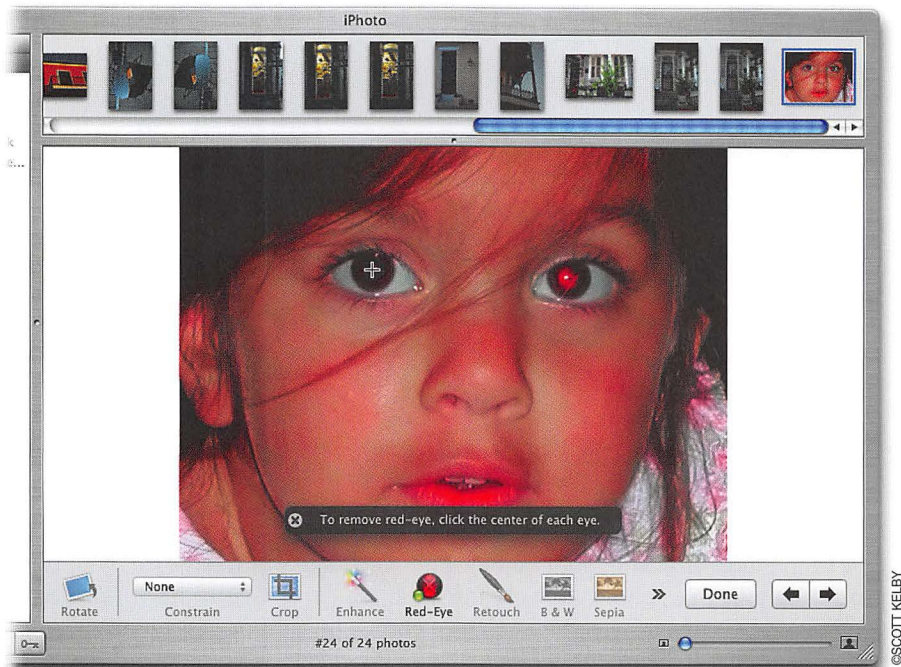 iPhoto
To remove red-eye, click the center of each eye.
None
Done
Rotate
Constrain
Crop
Enhance
Red-Eye
Retouch
B & W
Sepia
#24 of 24 photos
©SCOTT KELBY